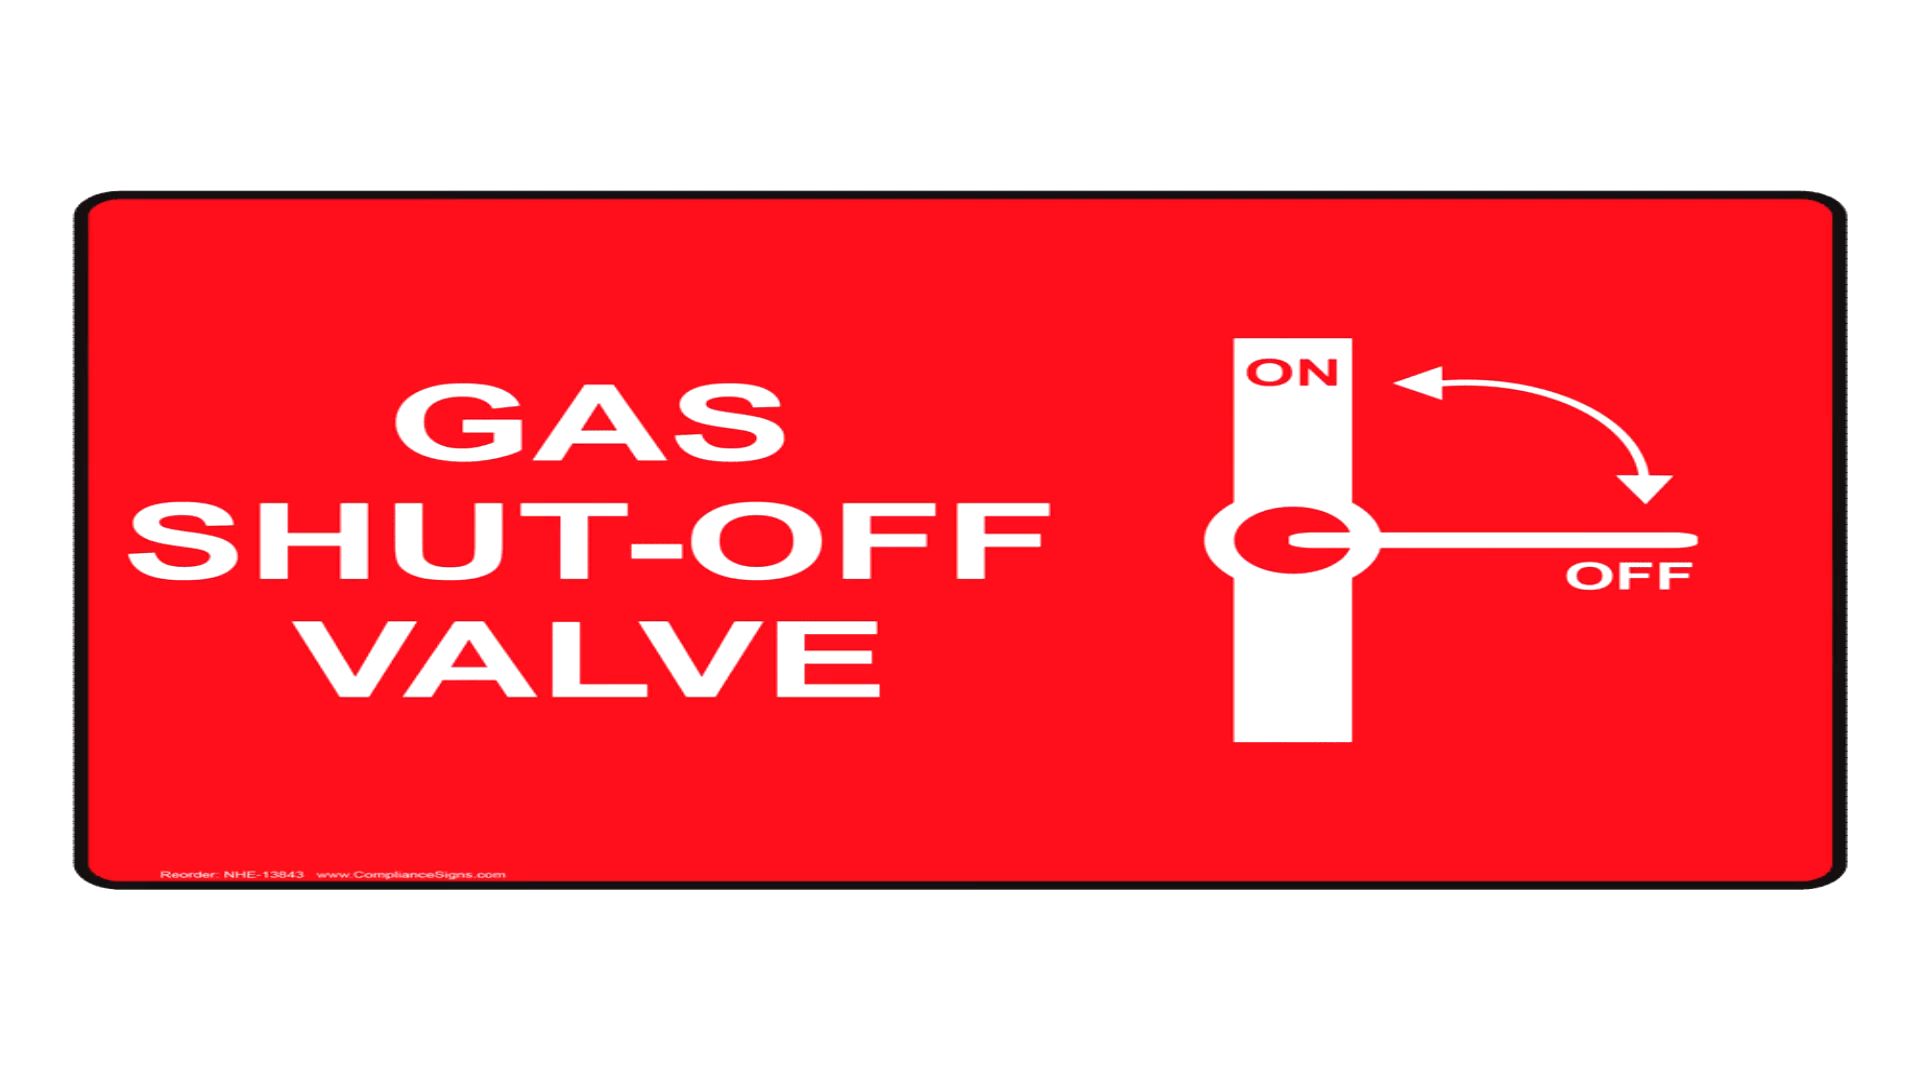 GAS
SHUT-OFF
VALVE
ON
OFF
Reorder: NHE-13843 www.ComplianceSigns.com